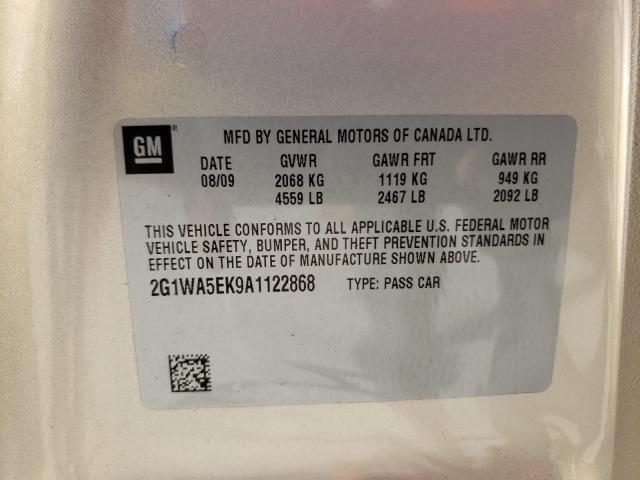 GM ®
MFD BY GENERAL MOTORS OF CANADA LTD.
DATE GVWR GAWR FRT GAWR RR
08/09 2068 KG 1119 KG 949 KG
4559 LB 2467 LB 2092 LB
THIS VEHICLE CONFORMS TO ALL APPLICABLE U.S. FEDERAL MOTOR
VEHICLE SAFETY, BUMPER, AND THEFT PREVENTION STANDARDS IN
EFFECT ON THE DATE OF MANUFACTURE SHOWN ABOVE.
2G1WA5EK9A1122868 TYPE: PASS CAR